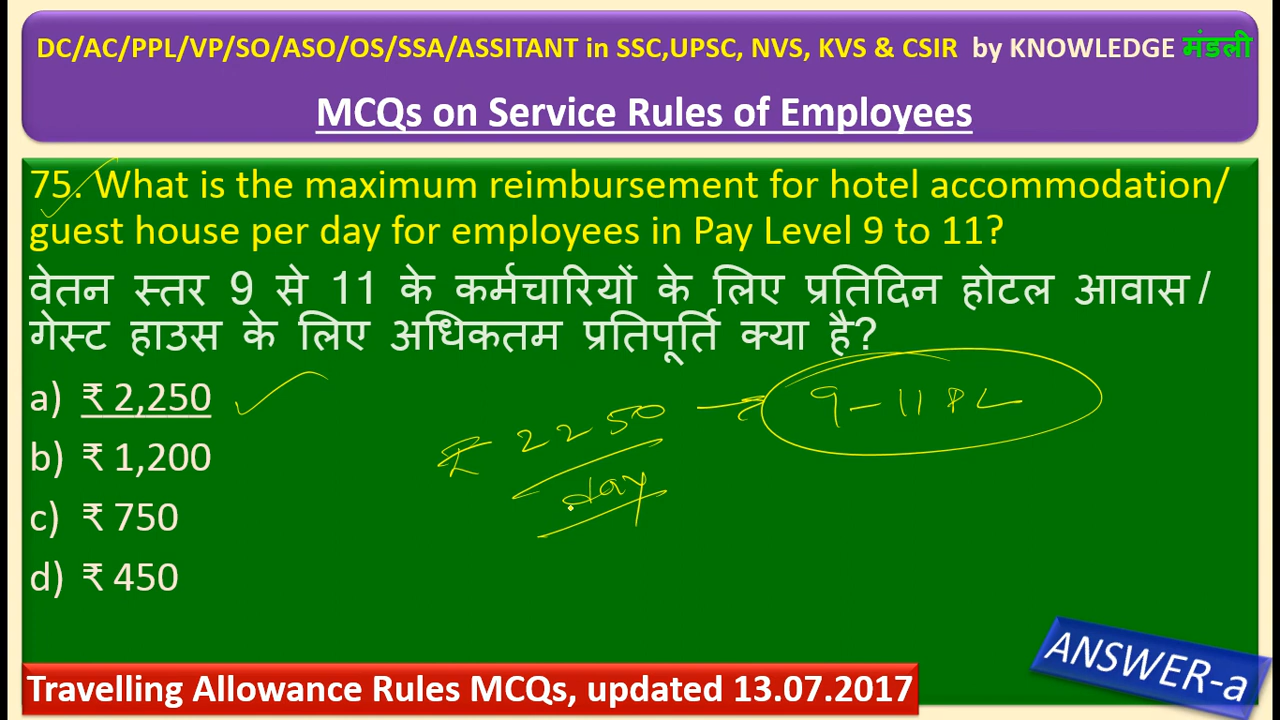 DC/AC/PPL/VP/SO/ASO/OS/SSA/ASSITANT in SSC,UPSC, NVS, KVS & CSIR by KNOWLEDGE मंडली
MCQs on Service Rules of Employees
75. What is the maximum reimbursement for hotel accommodation/
guest house per day for employees in Pay Level 9 to 11?
वेतन स्तर 9 से 11 के कर्मचारियों के लिए प्रतिदिन होटल आवास /
गेस्ट हाउस के लिए अधिकतम प्रतिपूर्ति क्या है?
a) ₹ 2,250
₹ 2250
9-11 PL
day
b) ₹ 1,200
c) ₹ 750
d) ₹ 450
ANSWER-a
Travelling Allowance Rules MCQs, updated 13.07.2017